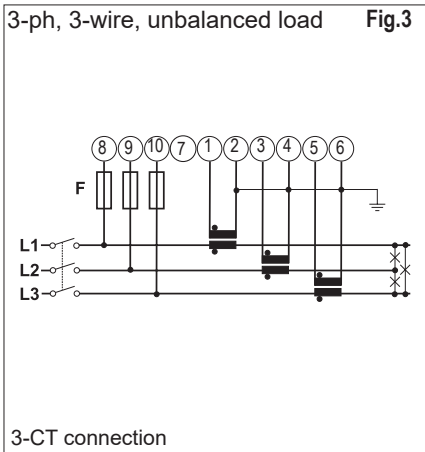 3-ph, 3-wire, unbalanced load Fig.3
8 9 10 7 1 2 3 4 5 6
F
L1
L2
L3
3-CT connection